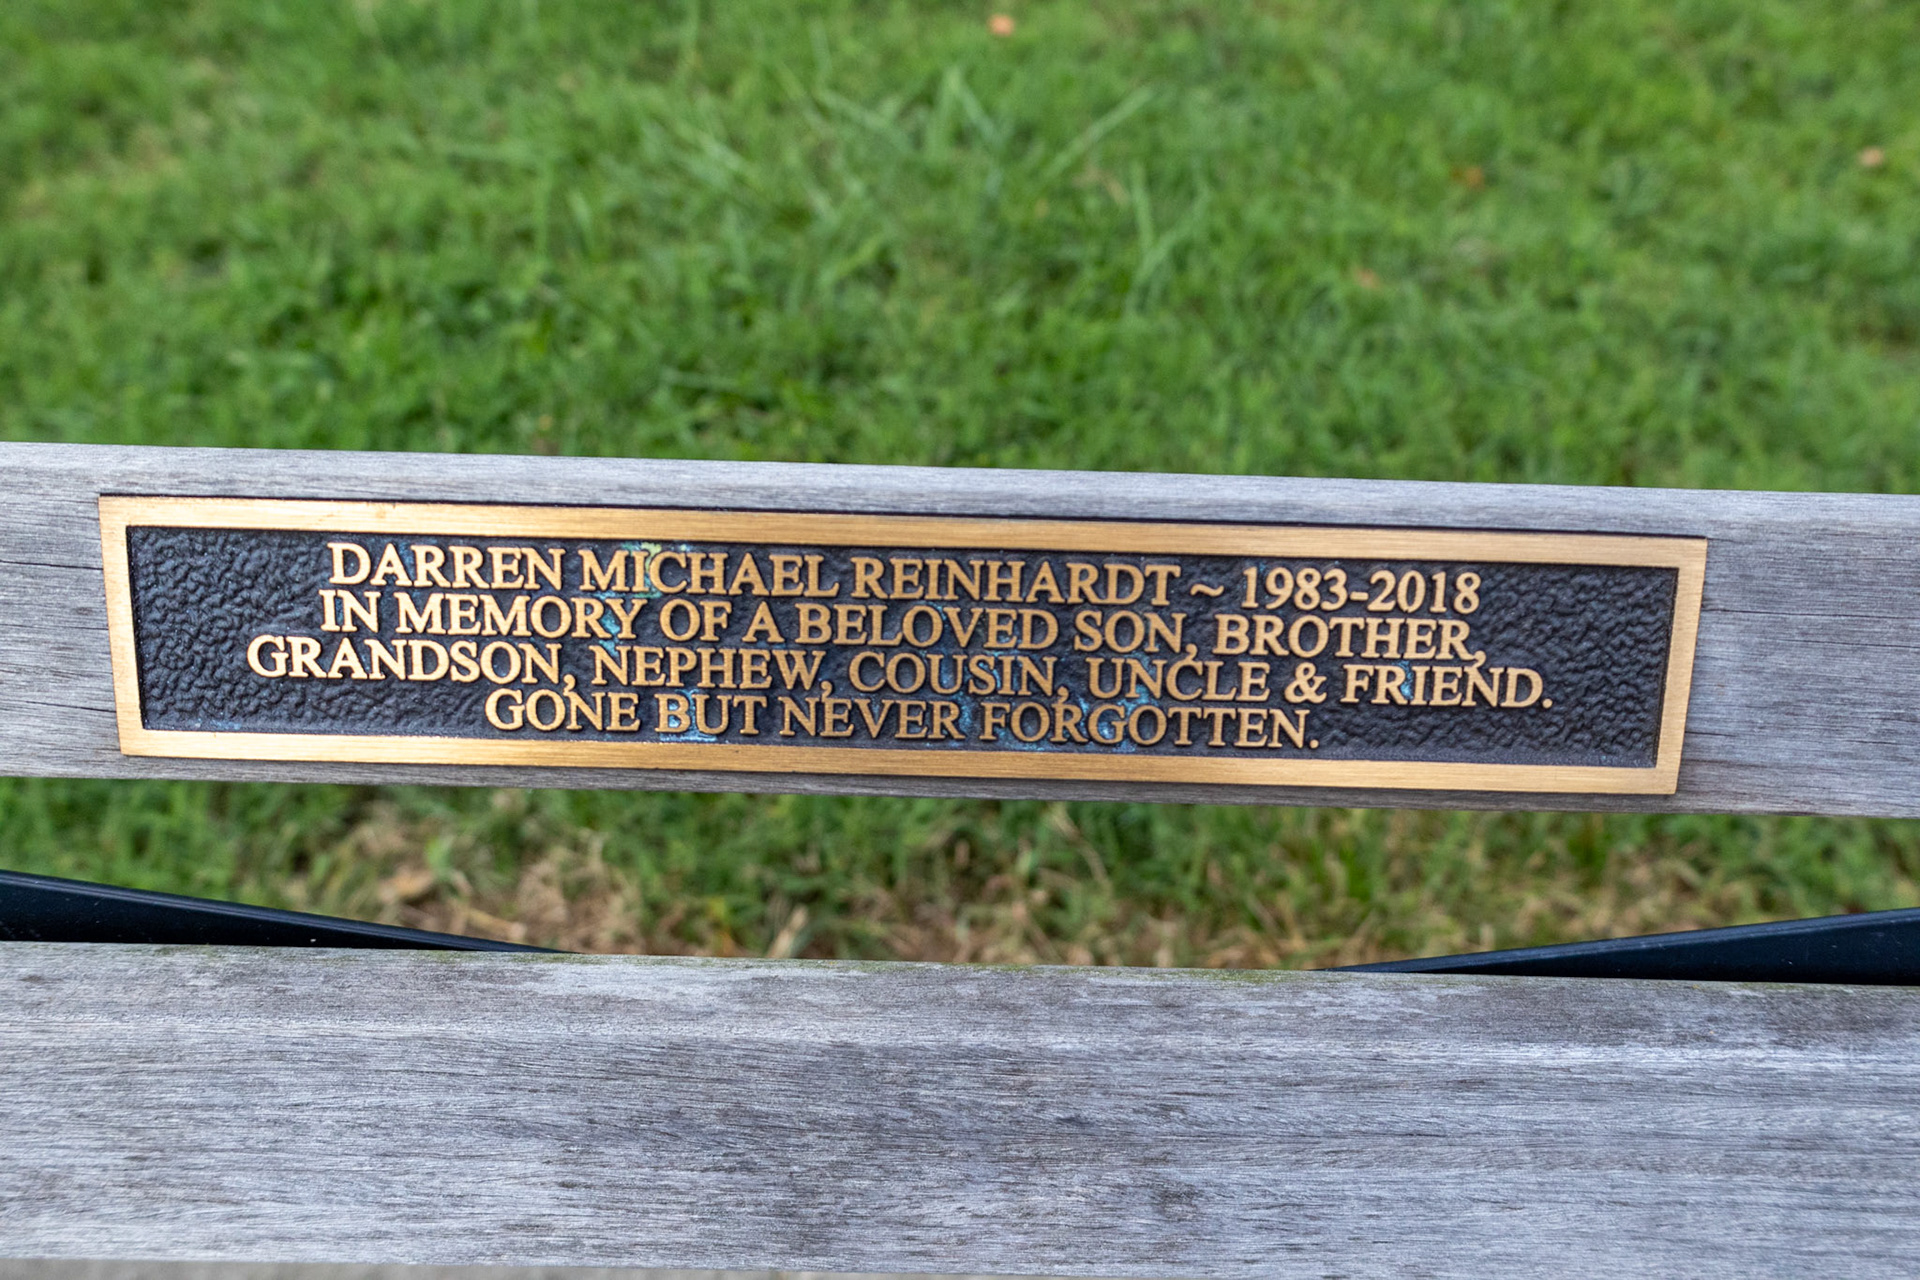 DARREN MICHAEL REINHARDT ~ 1983-2018
IN MEMORY OF A BELOVED SON, BROTHER,
GRANDSON, NEPHEW, COUSIN, UNCLE & FRIEND.
GONE BUT NEVER FORGOTTEN.